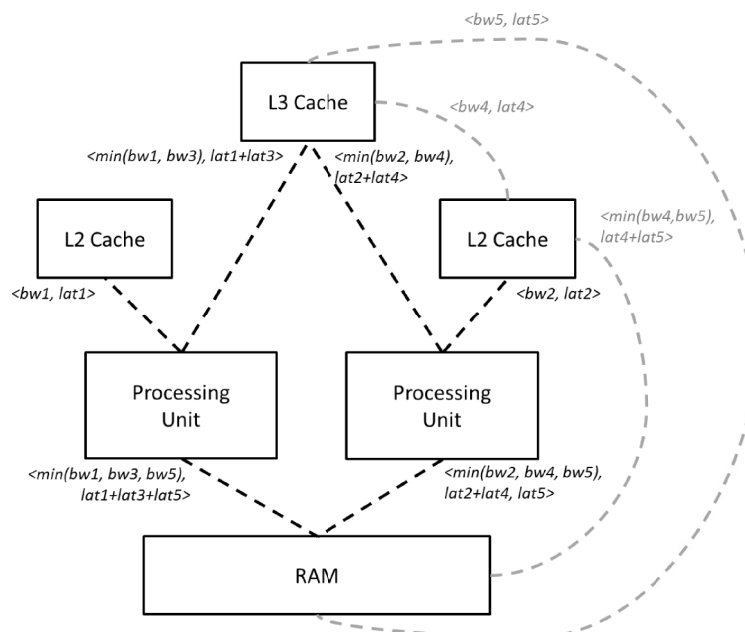 <bw5, lat5>
L3 Cache
<bw4, lat4>
<min(bw1, bw3), lat1+lat3>
<min(bw2, bw4),
lat2+lat4>
L2 Cache
L2 Cache
<min(bw4,bw5),
lat4+lat5>
<bw1, lat1>
<bw2, lat2>
Processing
Unit
Processing
Unit
<min(bw1, bw3, bw5),
lat1+lat3+lat5>
<min(bw2, bw4, bw5),
lat2+lat4, lat5>
RAM